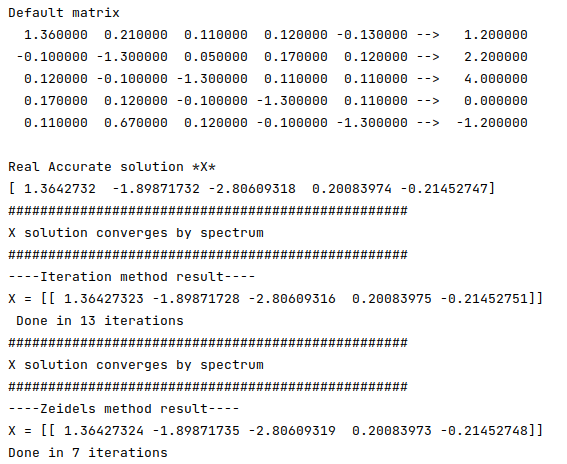 Default matrix
1.360000 0.210000 0.110000 0.120000 -0.130000 --> 1.200000
-0.100000 -1.300000 0.050000 0.170000 0.120000 --> 2.200000
0.120000 -0.100000 -1.300000 0.110000 0.110000 --> 4.000000
0.170000 0.120000 -0.100000 -1.300000 0.110000 --> 0.000000
0.110000 0.670000 0.120000 -0.100000 -1.300000 --> -1.200000
Real Accurate solution *X*
[ 1.3642732 -1.89871732 -2.80609318 0.20083974 -0.21452747]
##################################################
X solution converges by spectrum
##################################################
----Iteration method result----
X = [[ 1.36427323 -1.89871728 -2.80609316 0.20083975 -0.21452751]]
Done in 13 iterations
##################################################
X solution converges by spectrum
##################################################
----Zeidels method result----
X = [[ 1.36427324 -1.89871735 -2.80609319 0.20083973 -0.21452748]]
Done in 7 iterations